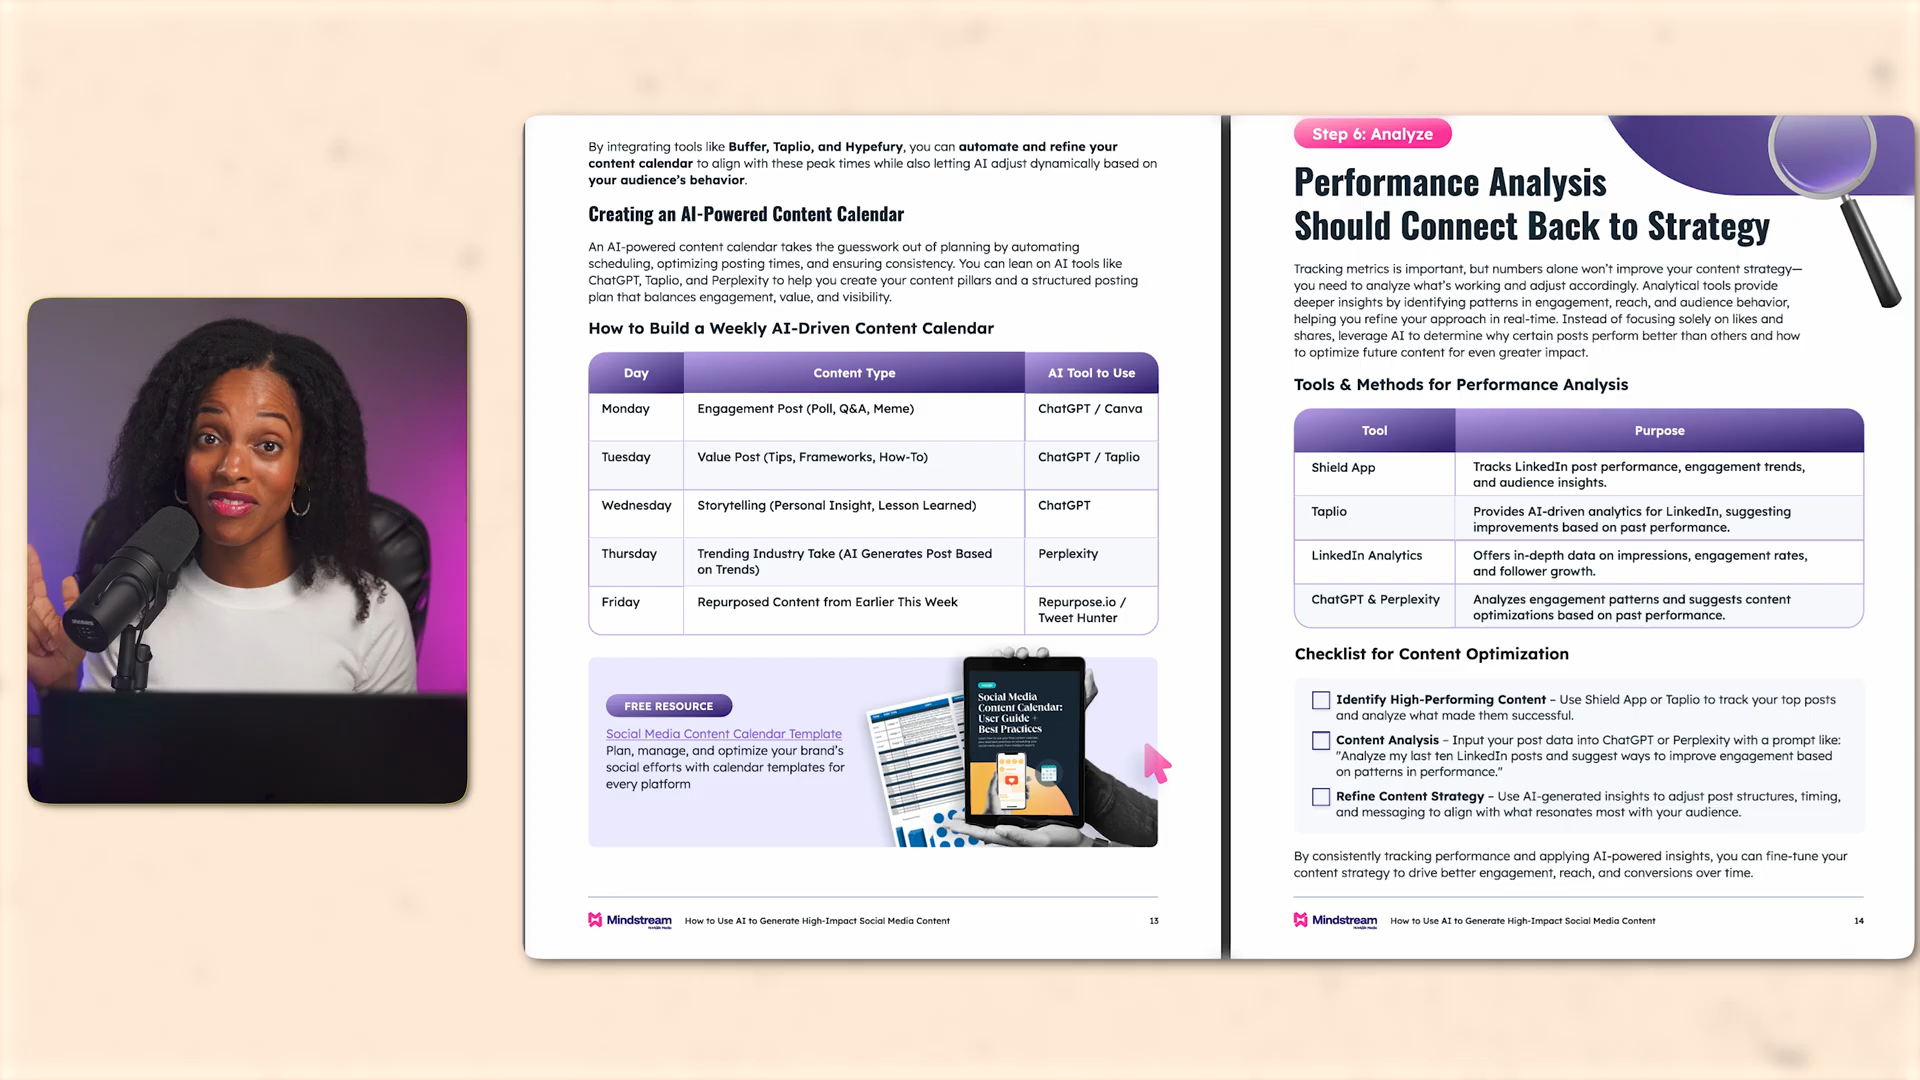 By integrating tools like Buffer, Taplio, and Hypefury, you can automate and refine your
content calendar to align with these peak times while also letting AI adjust dynamically based on
your audience's behavior.
Creating an AI-Powered Content Calendar
An AI-powered content calendar takes the guesswork out of planning by automating
scheduling, optimizing posting times, and ensuring consistency. You can lean on AI tools like
ChatGPT, Taplio, and Perplexity to help you create your content pillars and a structured posting
plan that balances engagement, value, and visibility.
How to Build a Weekly AI-Driven Content Calendar
Day Content Type AI Tool to Use
Monday Engagement Post (Poll, Q&A, Meme) ChatGPT / Canva
Tuesday Value Post (Tips, Frameworks, How-To) ChatGPT / Taplio
Wednesday Storytelling (Personal Insight, Lesson Learned) ChatGPT
Thursday Trending Industry Take (AI Generates Post Based Perplexity
on Trends)
Friday Repurposed Content from Earlier This Week Repurpose.io /
Tweet Hunter
FREE RESOURCE
Social Media Content Calendar Template
Plan, manage, and optimize your brand's
social efforts with calendar templates for
every platform
Social Media
Content Calendar:
User Guide +
Best Practices
Mindstream How to Use AI to Generate High-Impact Social Media Content 13
Step 6: Analyze
Performance Analysis
Should Connect Back to Strategy
Tracking metrics is important, but numbers alone won't improve your content strategy—
you need to analyze what's working and adjust accordingly. Analytical tools provide
deeper insights by identifying patterns in engagement, reach, and audience behavior,
helping you refine your approach in real-time. Instead of focusing solely on likes and
shares, leverage AI to determine why certain posts perform better than others and how
to optimize future content for even greater impact.
Tools & Methods for Performance Analysis
Tool Purpose
Shield App Tracks LinkedIn post performance, engagement trends,
and audience insights.
Taplio Provides AI-driven analytics for LinkedIn, suggesting
improvements based on past performance.
LinkedIn Analytics Offers in-depth data on impressions, engagement rates,
and follower growth.
ChatGPT & Perplexity Analyzes engagement patterns and suggests content
optimizations based on past performance.
Checklist for Content Optimization
Identify High-Performing Content – Use Shield App or Taplio to track your top posts
and analyze what made them successful.
Content Analysis – Input your post data into ChatGPT or Perplexity with a prompt like:
"Analyze my last ten LinkedIn posts and suggest ways to improve engagement based
on patterns in performance."
Refine Content Strategy – Use AI-generated insights to adjust post structures, timing,
and messaging to align with what resonates most with your audience.
By consistently tracking performance and applying AI-powered insights, you can fine-tune your
content strategy to drive better engagement, reach, and conversions over time.
Mindstream How to Use AI to Generate High-Impact Social Media Content 14